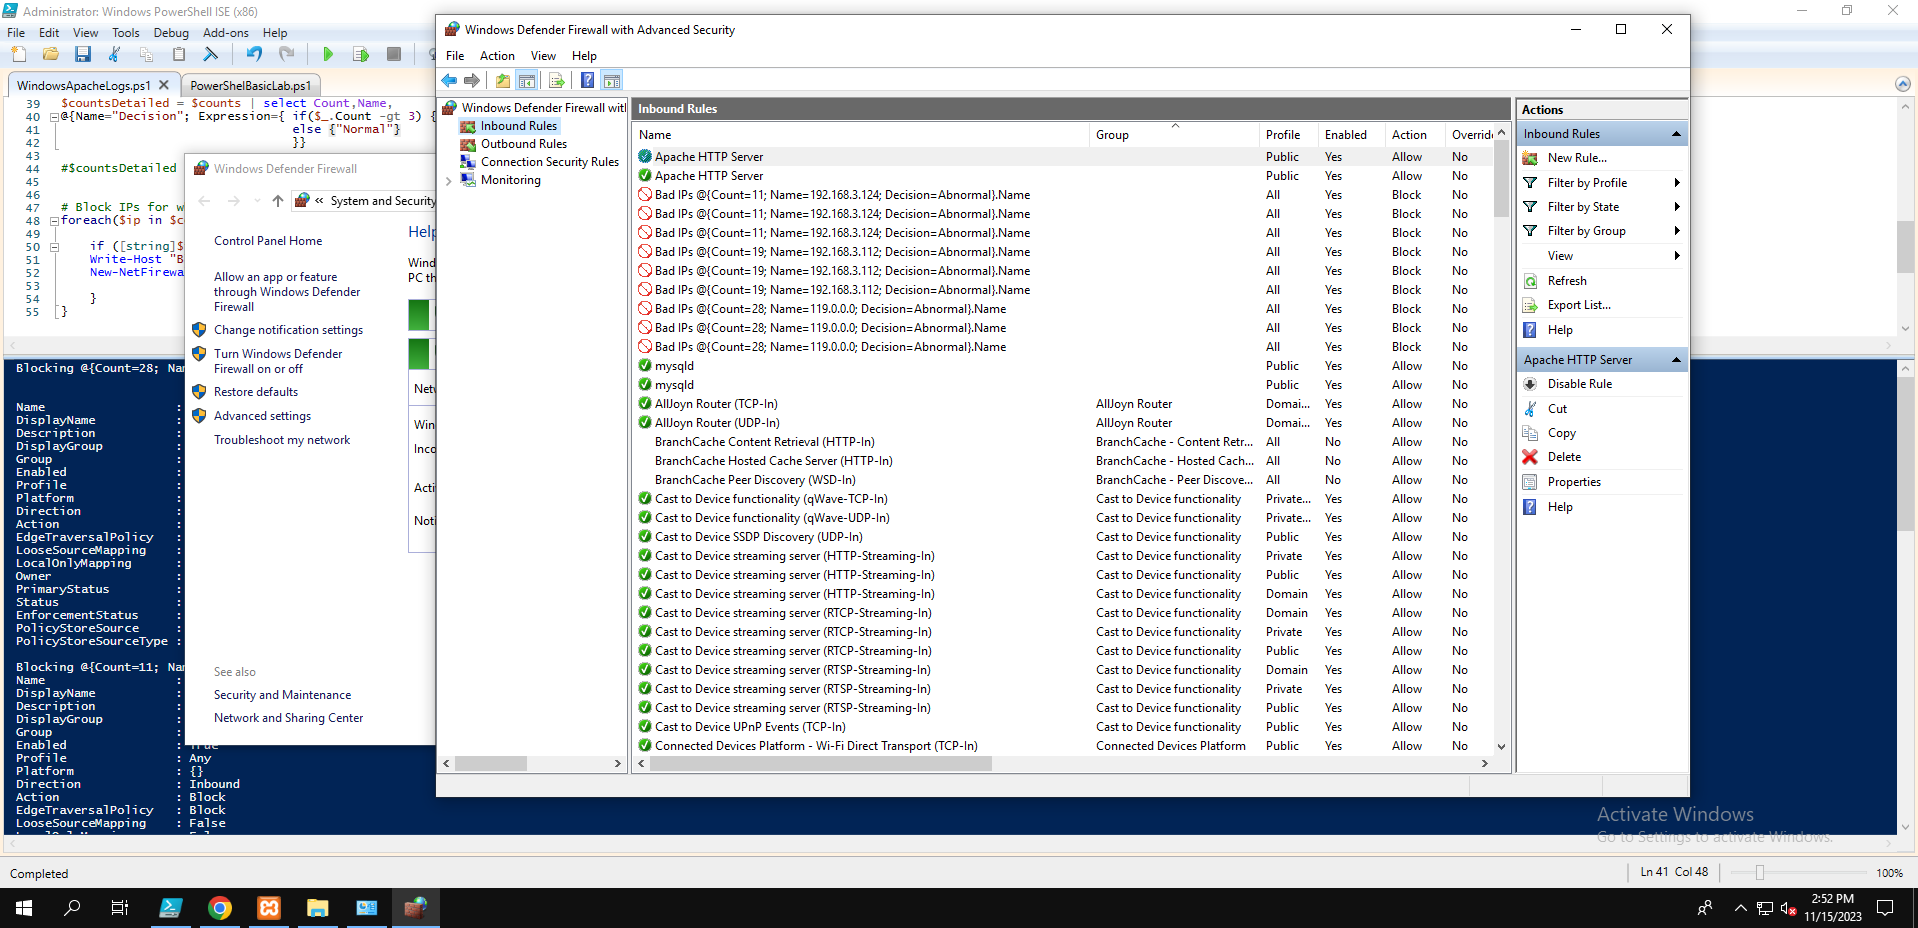 Administrator: Windows PowerShell ISE (x86)
File Edit View Tools Debug Add-ons Help
WindowsApacheLogs.ps1
PowerShelBasicLab.ps1
39 $countsDetailed = $counts | select Count,Name,
40 @{Name="Decision"; Expression={ if($_.Count -gt 3) {
41 else {"Normal"}
42 }}
43
44 #$countsDetailed
45
46
47 # Block IPs for w
48 foreach($ip in $c
49
50 if ([string]$
51 Write-Host "B
52 New-NetFirewa
53
54 }
55 }
Windows Defender Firewall
« System and Security
Control Panel Home
Allow an app or feature
through Windows Defender
Firewall
Change notification settings
Turn Windows Defender
Firewall on or off
Restore defaults
Advanced settings
Troubleshoot my network
See also
Security and Maintenance
Network and Sharing Center
Help
Wind
PC th
Netv
Win
Inco
Acti
Noti
Blocking @{Count=28; Nam
Name :
DisplayName :
Description :
DisplayGroup :
Group :
Enabled :
Profile :
Platform :
Direction :
Action :
EdgeTraversalPolicy :
LooseSourceMapping :
LocalOnlyMapping :
Owner :
PrimaryStatus :
Status :
EnforcementStatus :
PolicyStoreSource :
PolicyStoreSourceType :
Blocking @{Count=11; Nam
Name :
DisplayName :
Description :
DisplayGroup :
Group :
Enabled : True
Profile : Any
Platform : {}
Direction : Inbound
Action : Block
EdgeTraversalPolicy : Block
LooseSourceMapping : False
Windows Defender Firewall with Advanced Security
File Action View Help
Windows Defender Firewall wit
Inbound Rules
Outbound Rules
Connection Security Rules
Monitoring
Inbound Rules
Name Group Profile Enabled Action Override
Apache HTTP Server Public Yes Allow No
Apache HTTP Server Public Yes Allow No
Bad IPs @{Count=11; Name=192.168.3.124; Decision=Abnormal}.Name All Yes Block No
Bad IPs @{Count=11; Name=192.168.3.124; Decision=Abnormal}.Name All Yes Block No
Bad IPs @{Count=11; Name=192.168.3.124; Decision=Abnormal}.Name All Yes Block No
Bad IPs @{Count=19; Name=192.168.3.112; Decision=Abnormal}.Name All Yes Block No
Bad IPs @{Count=19; Name=192.168.3.112; Decision=Abnormal}.Name All Yes Block No
Bad IPs @{Count=19; Name=192.168.3.112; Decision=Abnormal}.Name All Yes Block No
Bad IPs @{Count=28; Name=119.0.0.0; Decision=Abnormal}.Name All Yes Block No
Bad IPs @{Count=28; Name=119.0.0.0; Decision=Abnormal}.Name All Yes Block No
Bad IPs @{Count=28; Name=119.0.0.0; Decision=Abnormal}.Name All Yes Block No
mysqld Public Yes Allow No
mysqld Public Yes Allow No
AllJoyn Router (TCP-In) AllJoyn Router Domai... Yes Allow No
AllJoyn Router (UDP-In) AllJoyn Router Domai... Yes Allow No
BranchCache Content Retrieval (HTTP-In) BranchCache - Content Retr... All No Allow No
BranchCache Hosted Cache Server (HTTP-In) BranchCache - Hosted Cach... All No Allow No
BranchCache Peer Discovery (WSD-In) BranchCache - Peer Discove... All No Allow No
Cast to Device functionality (qWave-TCP-In) Cast to Device functionality Private... Yes Allow No
Cast to Device functionality (qWave-UDP-In) Cast to Device functionality Private... Yes Allow No
Cast to Device SSDP Discovery (UDP-In) Cast to Device functionality Public Yes Allow No
Cast to Device streaming server (HTTP-Streaming-In) Cast to Device functionality Private Yes Allow No
Cast to Device streaming server (HTTP-Streaming-In) Cast to Device functionality Public Yes Allow No
Cast to Device streaming server (HTTP-Streaming-In) Cast to Device functionality Domain Yes Allow No
Cast to Device streaming server (RTCP-Streaming-In) Cast to Device functionality Domain Yes Allow No
Cast to Device streaming server (RTCP-Streaming-In) Cast to Device functionality Private Yes Allow No
Cast to Device streaming server (RTCP-Streaming-In) Cast to Device functionality Public Yes Allow No
Cast to Device streaming server (RTSP-Streaming-In) Cast to Device functionality Domain Yes Allow No
Cast to Device streaming server (RTSP-Streaming-In) Cast to Device functionality Private Yes Allow No
Cast to Device streaming server (RTSP-Streaming-In) Cast to Device functionality Public Yes Allow No
Cast to Device UPnP Events (TCP-In) Cast to Device functionality Public Yes Allow No
Connected Devices Platform - Wi-Fi Direct Transport (TCP-In) Connected Devices Platform Public Yes Allow No
Actions
Inbound Rules
New Rule...
Filter by Profile
Filter by State
Filter by Group
View
Refresh
Export List...
Help
Apache HTTP Server
Disable Rule
Cut
Copy
Delete
Properties
Help
Activate Windows
Go to Settings to activate Windows.
Completed
Ln 41 Col 48
100%
2:52 PM
11/15/2023